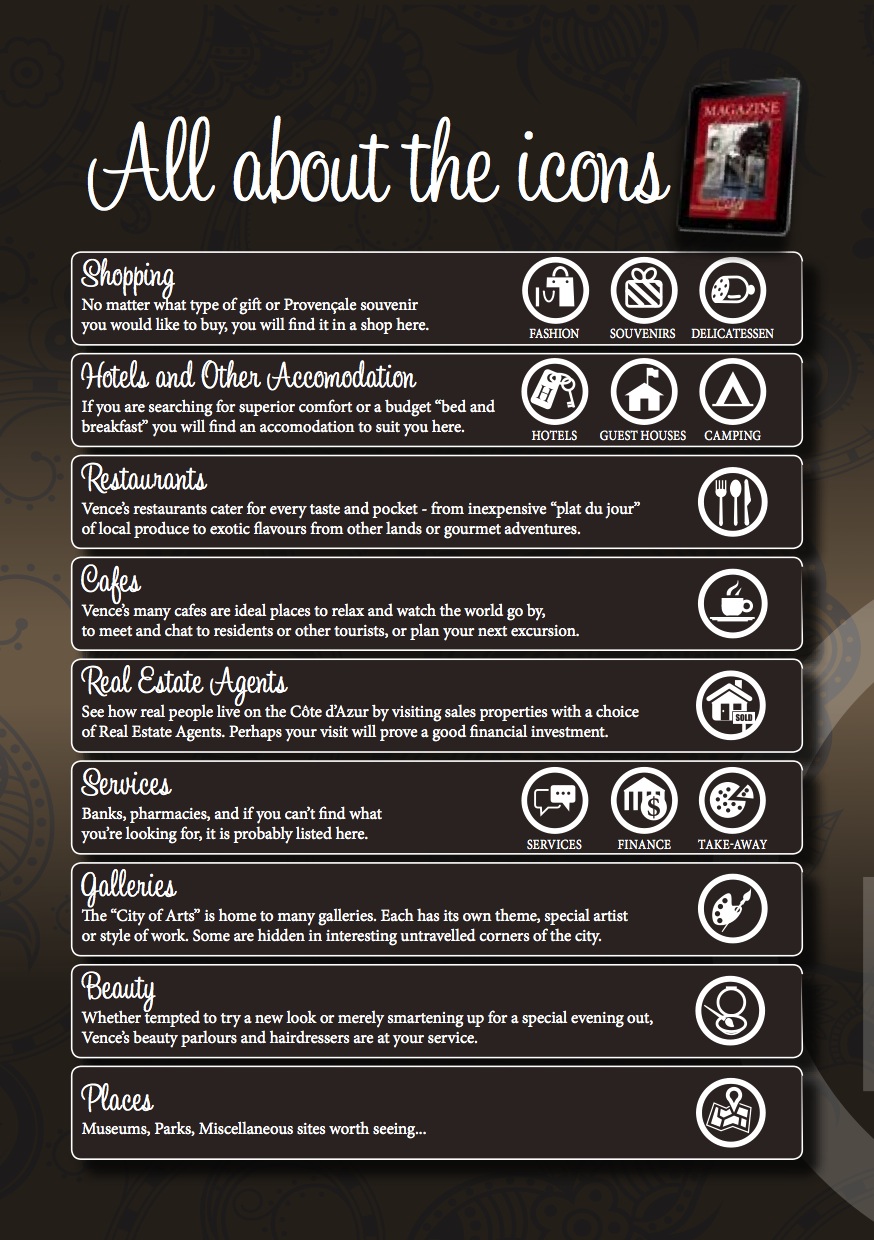 All about the icons
MAGAZINE
Shopping
No matter what type of gift or Provençale souvenir
you would like to buy, you will find it in a shop here.
FASHION SOUVENIRS DELICATESSEN
Hotels and Other Accomodation
If you are searching for superior comfort or a budget “bed and
breakfast” you will find an accomodation to suit you here.
H
HOTELS GUEST HOUSES CAMPING
Restaurants
Vence’s restaurants cater for every taste and pocket - from inexpensive “plat du jour”
of local produce to exotic flavours from other lands or gourmet adventures.
Cafes
Vence’s many cafes are ideal places to relax and watch the world go by,
to meet and chat to residents or other tourists, or plan your next excursion.
Real Estate Agents
See how real people live on the Côte d’Azur by visiting sales properties with a choice
of Real Estate Agents. Perhaps your visit will prove a good financial investment.
SOLD
Services
Banks, pharmacies, and if you can’t find what
you’re looking for, it is probably listed here.
$
SERVICES FINANCE TAKE-AWAY
Galleries
The “City of Arts” is home to many galleries. Each has its own theme, special artist
or style of work. Some are hidden in interesting untravelled corners of the city.
Beauty
Whether tempted to try a new look or merely smartening up for a special evening out,
Vence’s beauty parlours and hairdressers are at your service.
Places
Museums, Parks, Miscellaneous sites worth seeing...